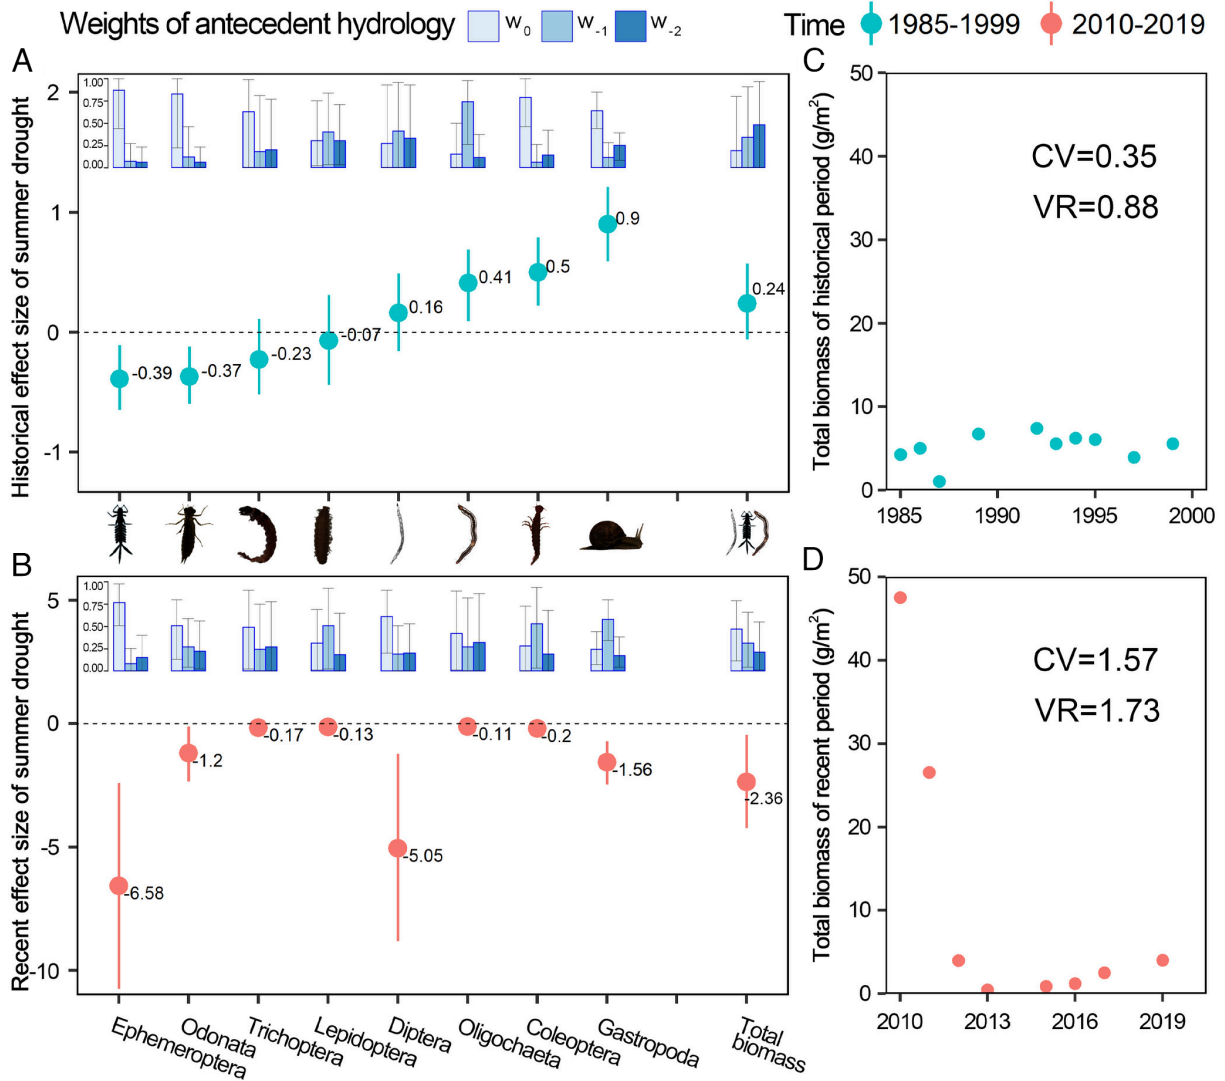 Weights of antecedent hydrology w0 w-1 w-2
Time 1985-1999 2010-2019
A
Historical effect size of summer drought
2
1
0
-1
1.00
0.75
0.50
0.25
0.00
-0.39
-0.37
-0.23
-0.07
0.16
0.41
0.5
0.9
0.24
C
Total biomass of historical period (g/m²)
50
40
30
20
10
0
CV=0.35
VR=0.88
1985 1990 1995 2000
B
Recent effect size of summer drought
5
0
-5
-10
1.00
0.75
0.50
0.25
0.00
-6.58
-1.2
-0.17
-0.13
-5.05
-0.11
-0.2
-1.56
-2.36
Ephemeroptera
Odonata
Trichoptera
Lepidoptera
Diptera
Oligochaeta
Coleoptera
Gastropoda
Total
biomass
D
Total biomass of recent period (g/m²)
50
40
30
20
10
0
CV=1.57
VR=1.73
2010 2013 2016 2019